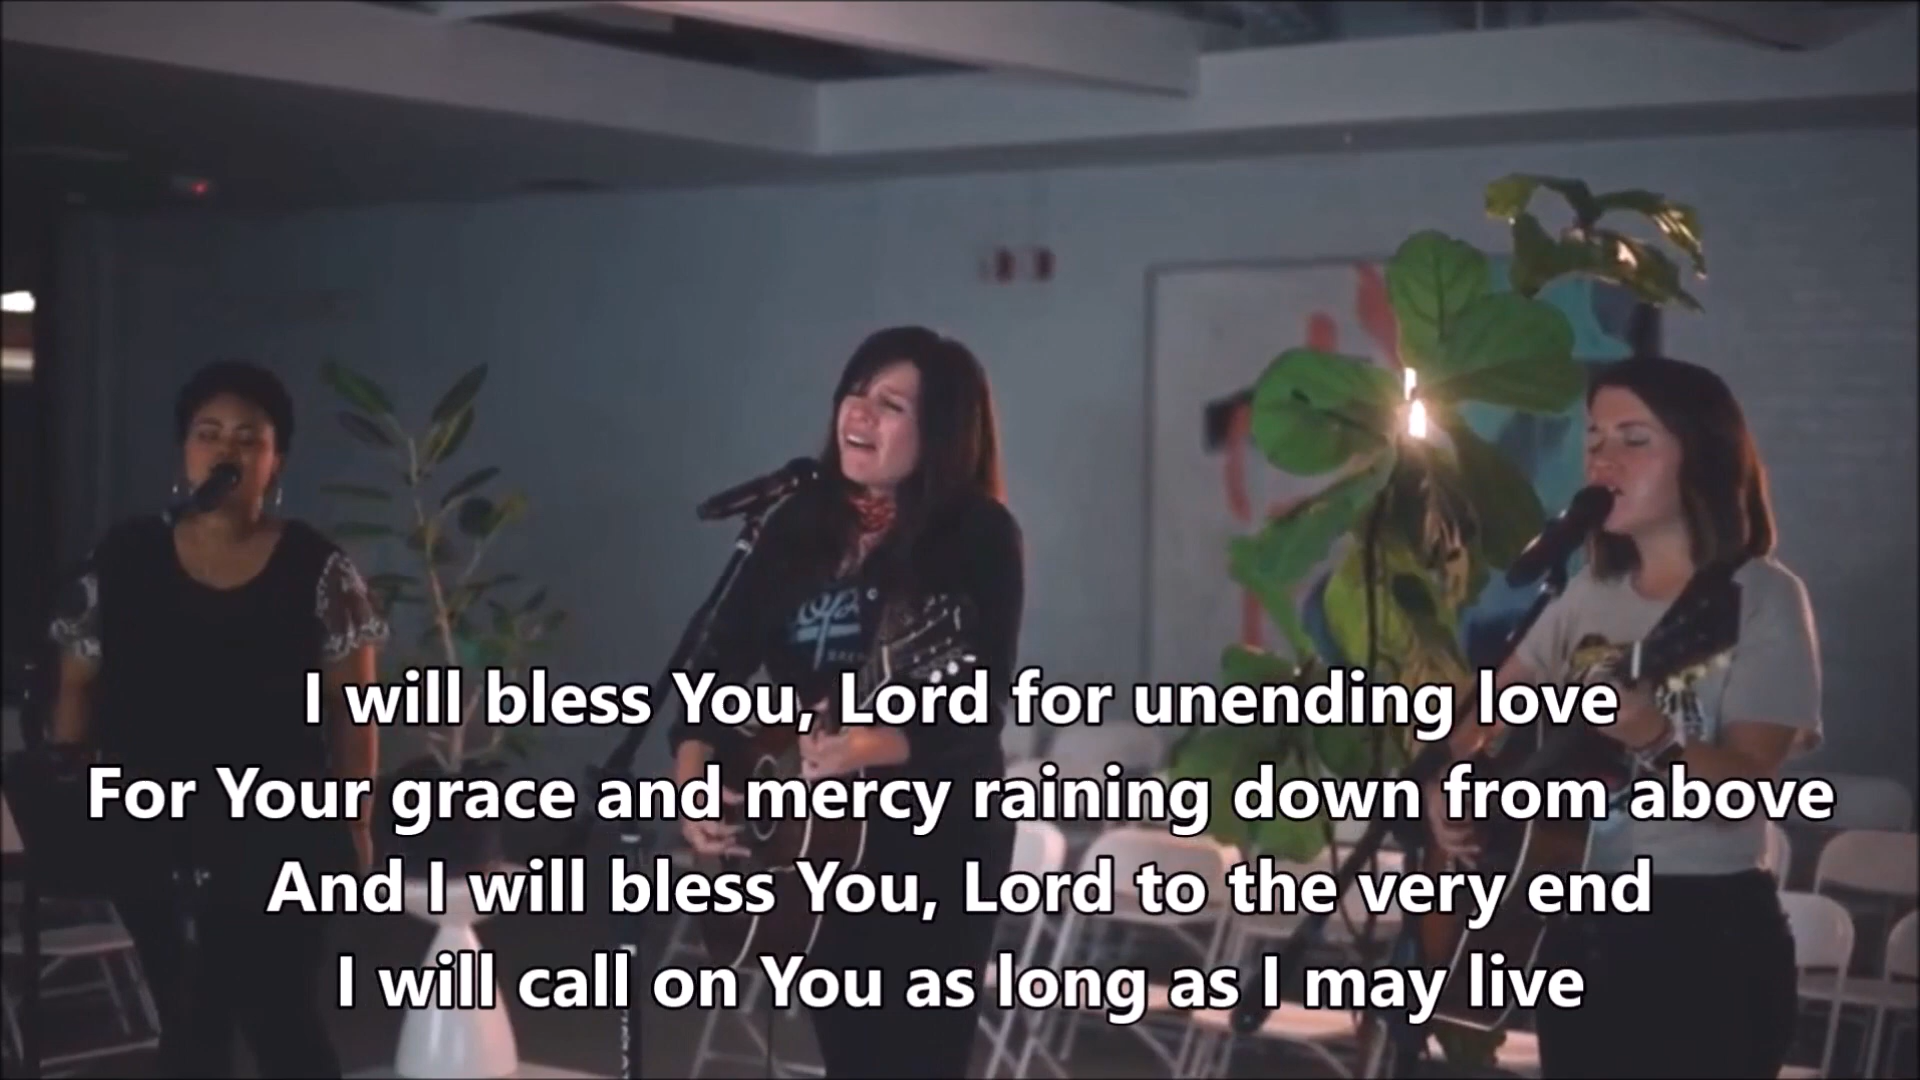 I will bless You, Lord for unending love
For Your grace and mercy raining down from above
And I will bless You, Lord to the very end
I will call on You as long as I may live